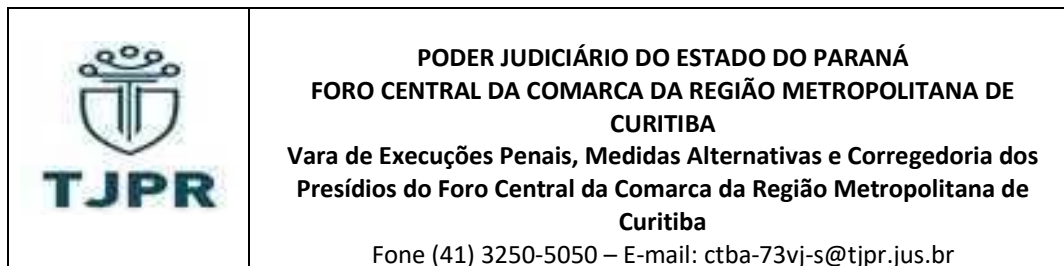 TJPR
PODER JUDICIÁRIO DO ESTADO DO PARANÁ
FORO CENTRAL DA COMARCA DA REGIÃO METROPOLITANA DE
CURITIBA
Vara de Execuções Penais, Medidas Alternativas e Corregedoria dos
Presídios do Foro Central da Comarca da Região Metropolitana de
Curitiba
Fone (41) 3250-5050 – E-mail: ctba-73vj-s@tjpr.jus.br